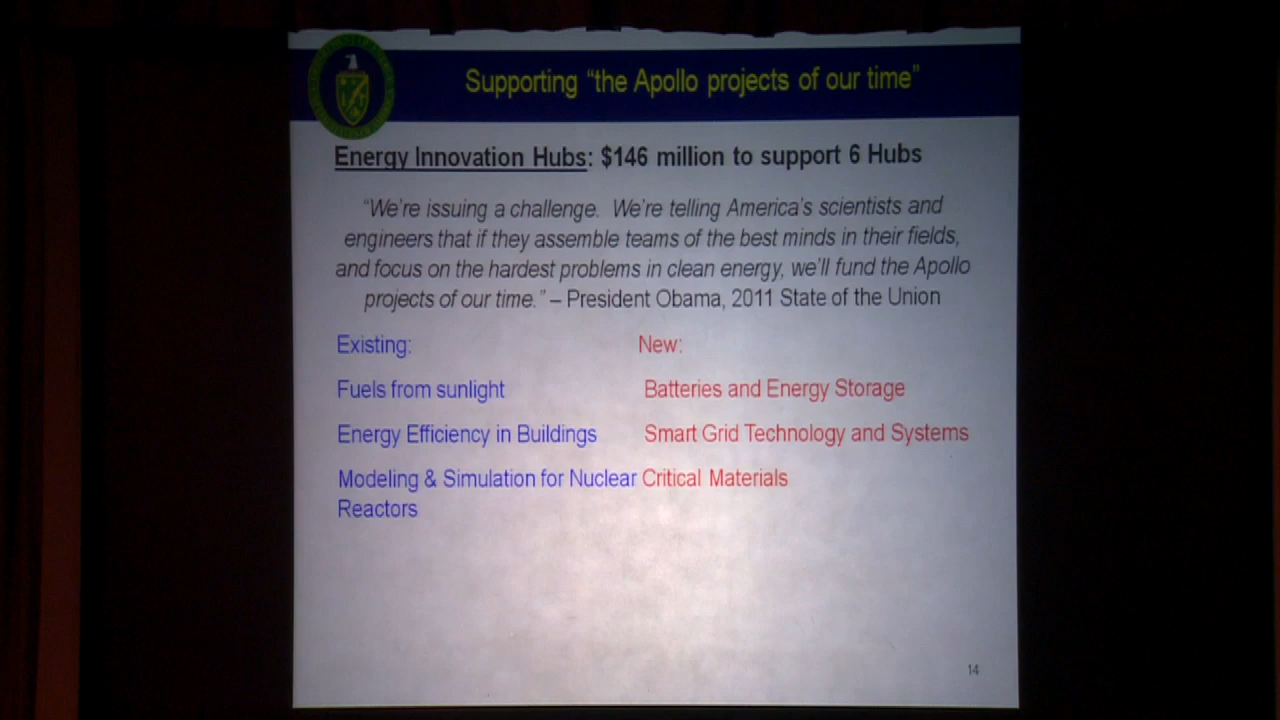 Supporting “the Apollo projects of our time”
Energy Innovation Hubs: $146 million to support 6 Hubs
“We’re issuing a challenge.  We’re telling America’s scientists and
engineers that if they assemble teams of the best minds in their fields,
and focus on the hardest problems in clean energy, we’ll fund the Apollo
projects of our time.” – President Obama, 2011 State of the Union
Existing:
Fuels from sunlight
Energy Efficiency in Buildings
Modeling & Simulation for Nuclear
Reactors
New:
Batteries and Energy Storage
Smart Grid Technology and Systems
Critical Materials
14